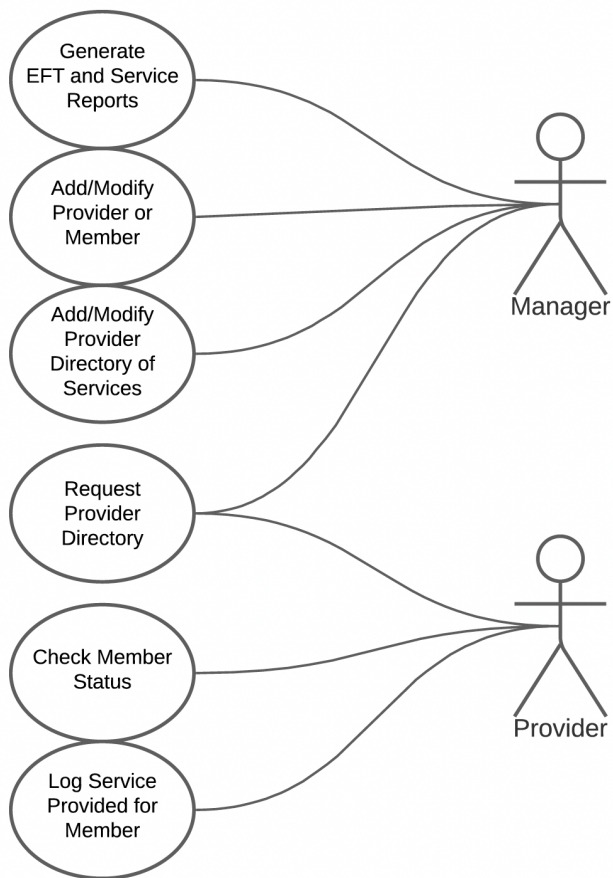 Generate
EFT and Service
Reports
Add/Modify
Provider or
Member
Manager
Add/Modify
Provider
Directory of
Services
Request
Provider
Directory
Check Member
Status
Provider
Log Service
Provided for
Member